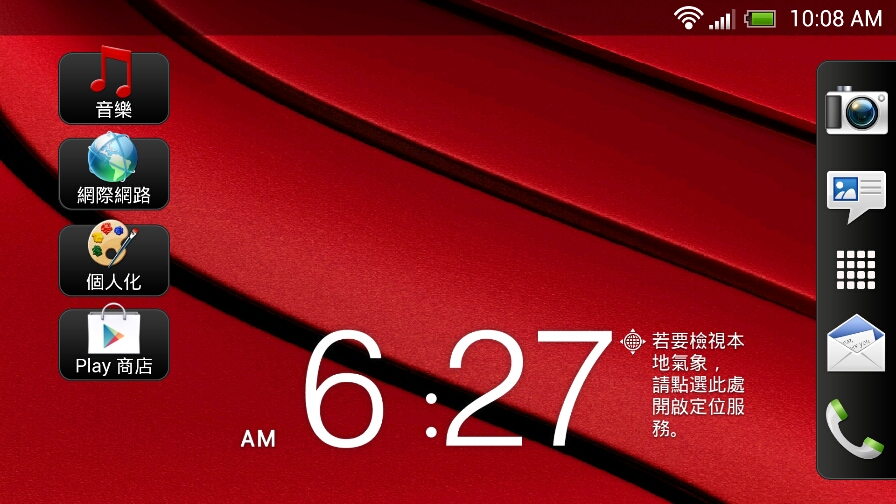 10:08 AM
音樂
網際網路
個人化
Play 商店
AM 6:27
若要檢視本
地氣象，
請點選此處
開啟定位服
務。